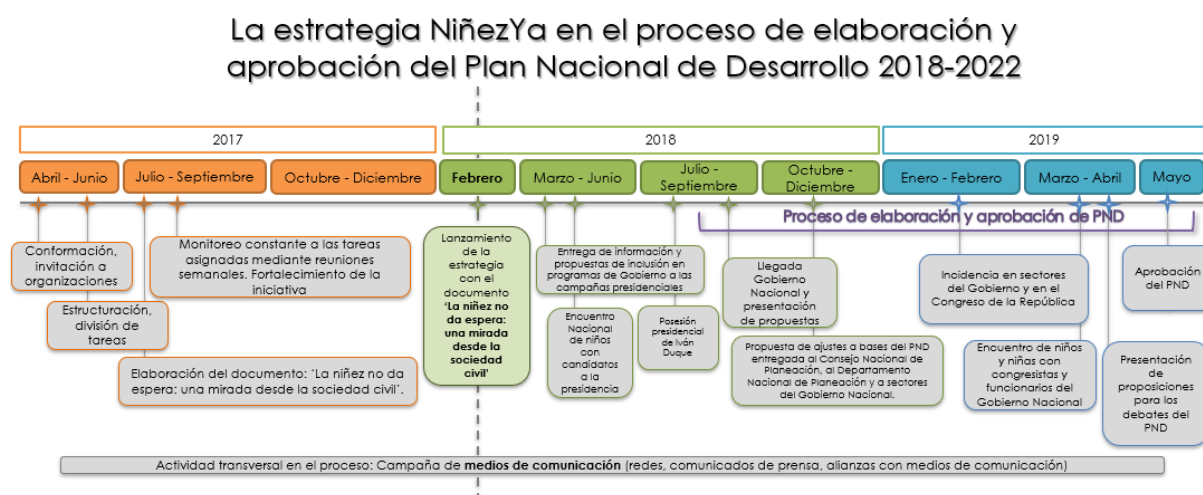 La estrategia NiñezYa en el proceso de elaboración y
aprobación del Plan Nacional de Desarrollo 2018-2022
2017
2018
2019
Abril - Junio
Julio - Septiembre
Octubre - Diciembre
Febrero
Marzo - Junio
Julio -
Septiembre
Octubre -
Diciembre
Enero - Febrero
Marzo - Abril
Mayo
Proceso de elaboración y aprobación de PND
Conformación,
invitación a
organizaciones
Monitoreo constante a las tareas
asignadas mediante reuniones
semanales. Fortalecimiento de la
iniciativa
Estructuración,
división de
tareas
Elaboración del documento: ‘La niñez no da
espera: una mirada desde la sociedad civil’.
Lanzamiento
de la
estrategia
con el
documento
‘La niñez no
da espera:
una mirada
desde la
sociedad
civil’
Entrega de información y
propuestas de inclusión en
programas de Gobierno a las
campañas presidenciales
Encuentro
Nacional
de niños
con
candidatos
a la
presidencia
Posesión
presidencial
de Iván
Duque
Llegada
Gobierno
Nacional y
presentación
de propuestas
Propuesta de ajustes a bases del PND
entregada al Consejo Nacional de
Planeación, al Departamento
Nacional de Planeación y a sectores
del Gobierno Nacional.
Incidencia en sectores
del Gobierno y en el
Congreso de la República
Encuentro de niños y
niñas con
congresistas y
funcionarios del
Gobierno Nacional
Aprobación
del PND
Presentación
de
proposiciones
para los
debates del
PND
Actividad transversal en el proceso: Campaña de medios de comunicación (redes, comunicados de prensa, alianzas con medios de comunicación)